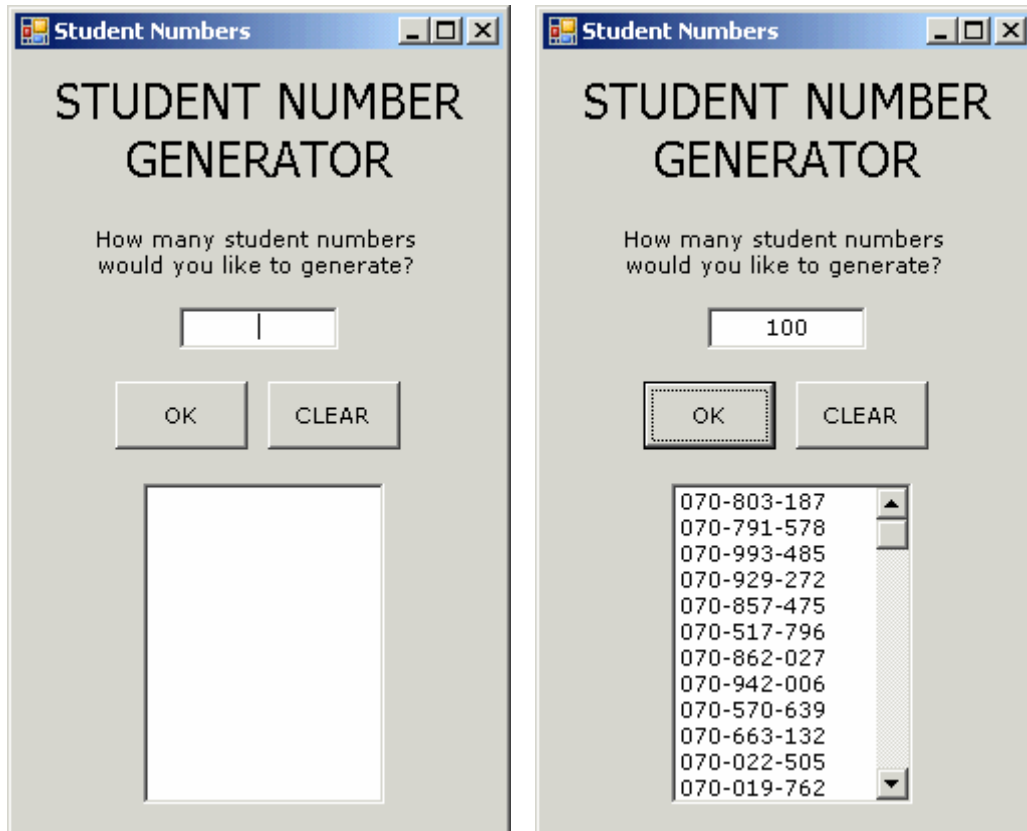 Student Numbers
STUDENT NUMBER
GENERATOR
How many student numbers
would you like to generate?
OK CLEAR
Student Numbers
STUDENT NUMBER
GENERATOR
How many student numbers
would you like to generate?
100
OK CLEAR
070-803-187
070-791-578
070-993-485
070-929-272
070-857-475
070-517-796
070-862-027
070-942-006
070-570-639
070-663-132
070-022-505
070-019-762